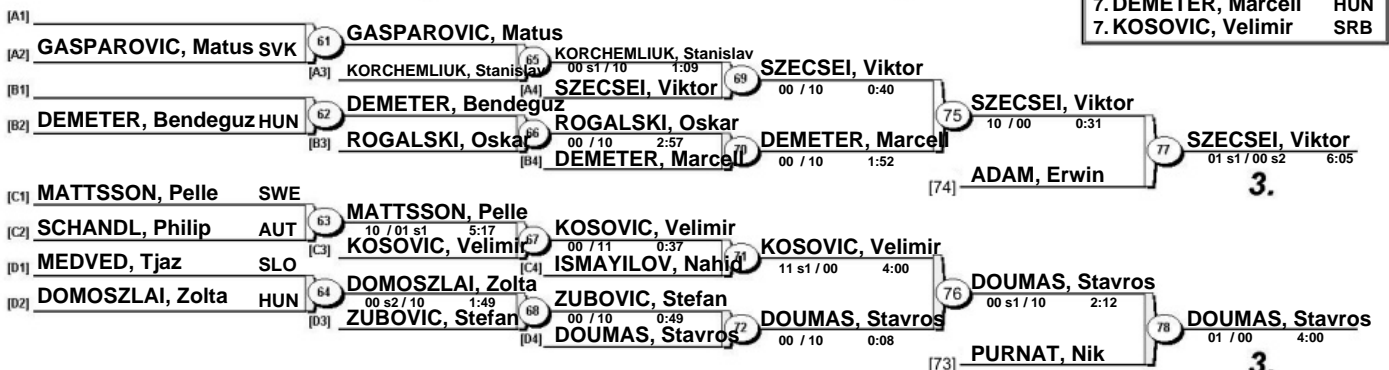 7. DEMETER, Marcell HUN
7. KOSOVIC, Velimir SRB
[A1]
[A2] GASPAROVIC, Matus SVK
61
GASPAROVIC, Matus
[A3] KORCHEMLIUK, Stanislav
65
KORCHEMLIUK, Stanislav
00 s1 / 10 1:09
[A4] SZECSEI, Viktor
69
SZECSEI, Viktor
00 / 10 0:40
[B1]
[B2] DEMETER, Bendeguz HUN
62
DEMETER, Bendeguz
[B3] ROGALSKI, Oskar
66
ROGALSKI, Oskar
00 / 10 2:57
[B4] DEMETER, Marcell
70
DEMETER, Marcell
00 / 10 1:52
75
SZECSEI, Viktor
10 / 00 0:31
[74] ADAM, Erwin
77
SZECSEI, Viktor
01 s1 / 00 s2 6:05
3.
[C1] MATTSSON, Pelle SWE
[C2] SCHANDL, Philip AUT
63
MATTSSON, Pelle
10 / 01 s1 5:17
[C3] KOSOVIC, Velimir
67
KOSOVIC, Velimir
00 / 11 0:37
[C4] ISMAYILOV, Nahid
71
KOSOVIC, Velimir
11 s1 / 00 4:00
[D1] MEDVED, Tjaz SLO
[D2] DOMOSZLAI, Zolta HUN
64
DOMOSZLAI, Zolta
00 s2 / 10 1:49
[D3] ZUBOVIC, Stefan
68
ZUBOVIC, Stefan
00 / 10 0:49
[D4] DOUMAS, Stavros
72
DOUMAS, Stavros
00 / 10 0:08
76
DOUMAS, Stavros
00 s1 / 10 2:12
[73] PURNAT, Nik
78
DOUMAS, Stavros
01 / 00 4:00
3.